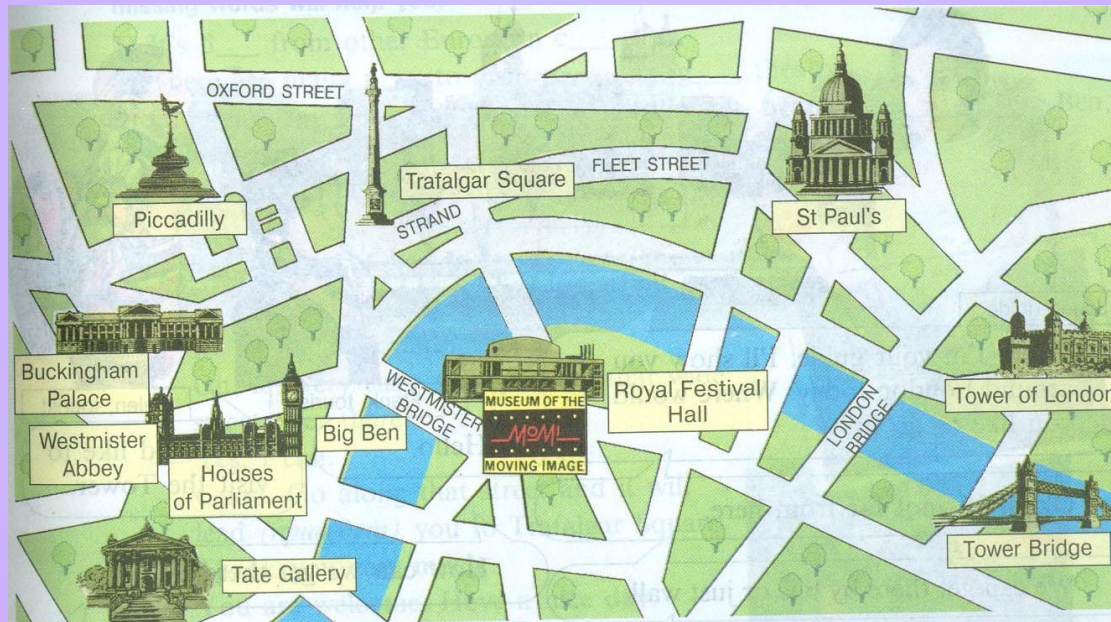 OXFORD STREET
Piccadilly
Trafalgar Square
STRAND
FLEET STREET
St Paul's
Buckingham
Palace
Westmister
Abbey
Houses
of Parliament
Big Ben
WESTMISTER
BRIDGE
MUSEUM OF THE
MOMI
MOVING IMAGE
Royal Festival
Hall
LONDON
BRIDGE
Tower of London
Tower Bridge
Tate Gallery